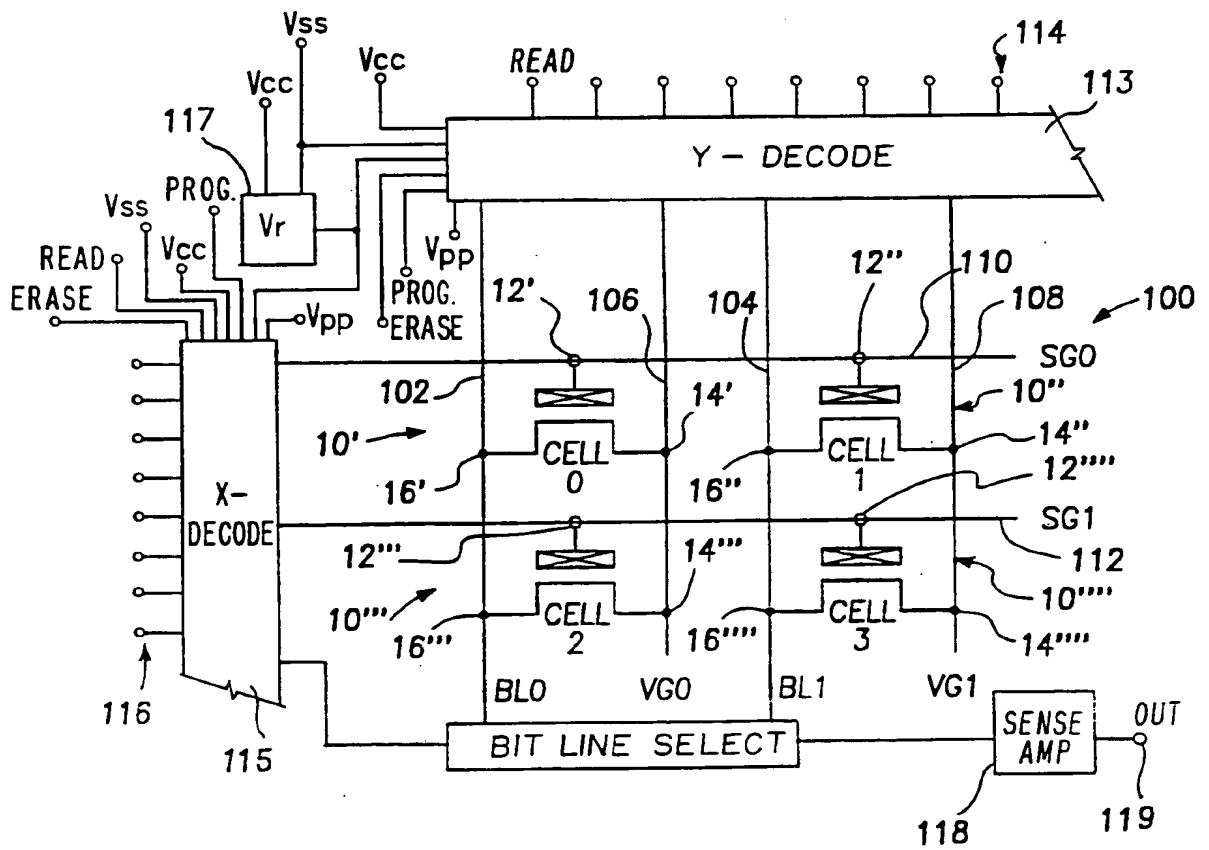 Vss
Vcc
READ
114
113
Vcc
117
Y - DECODE
PROG.
Vr
Vss
Vcc
READ
ERASE
Vpp
Vpp
PROG.
ERASE
12'
106
104
12"
110
108
100
SG0
102
14'
10"
10'
CELL
0
16'
CELL
1
16"
14"
12""
X-
DECODE
SG1
112
12'''
14'''
10'''
CELL
2
16'''
CELL
3
16""
10""
14""
BL0
VG0
BL1
VG1
116
115
BIT LINE SELECT
SENSE
AMP
OUT
118
119